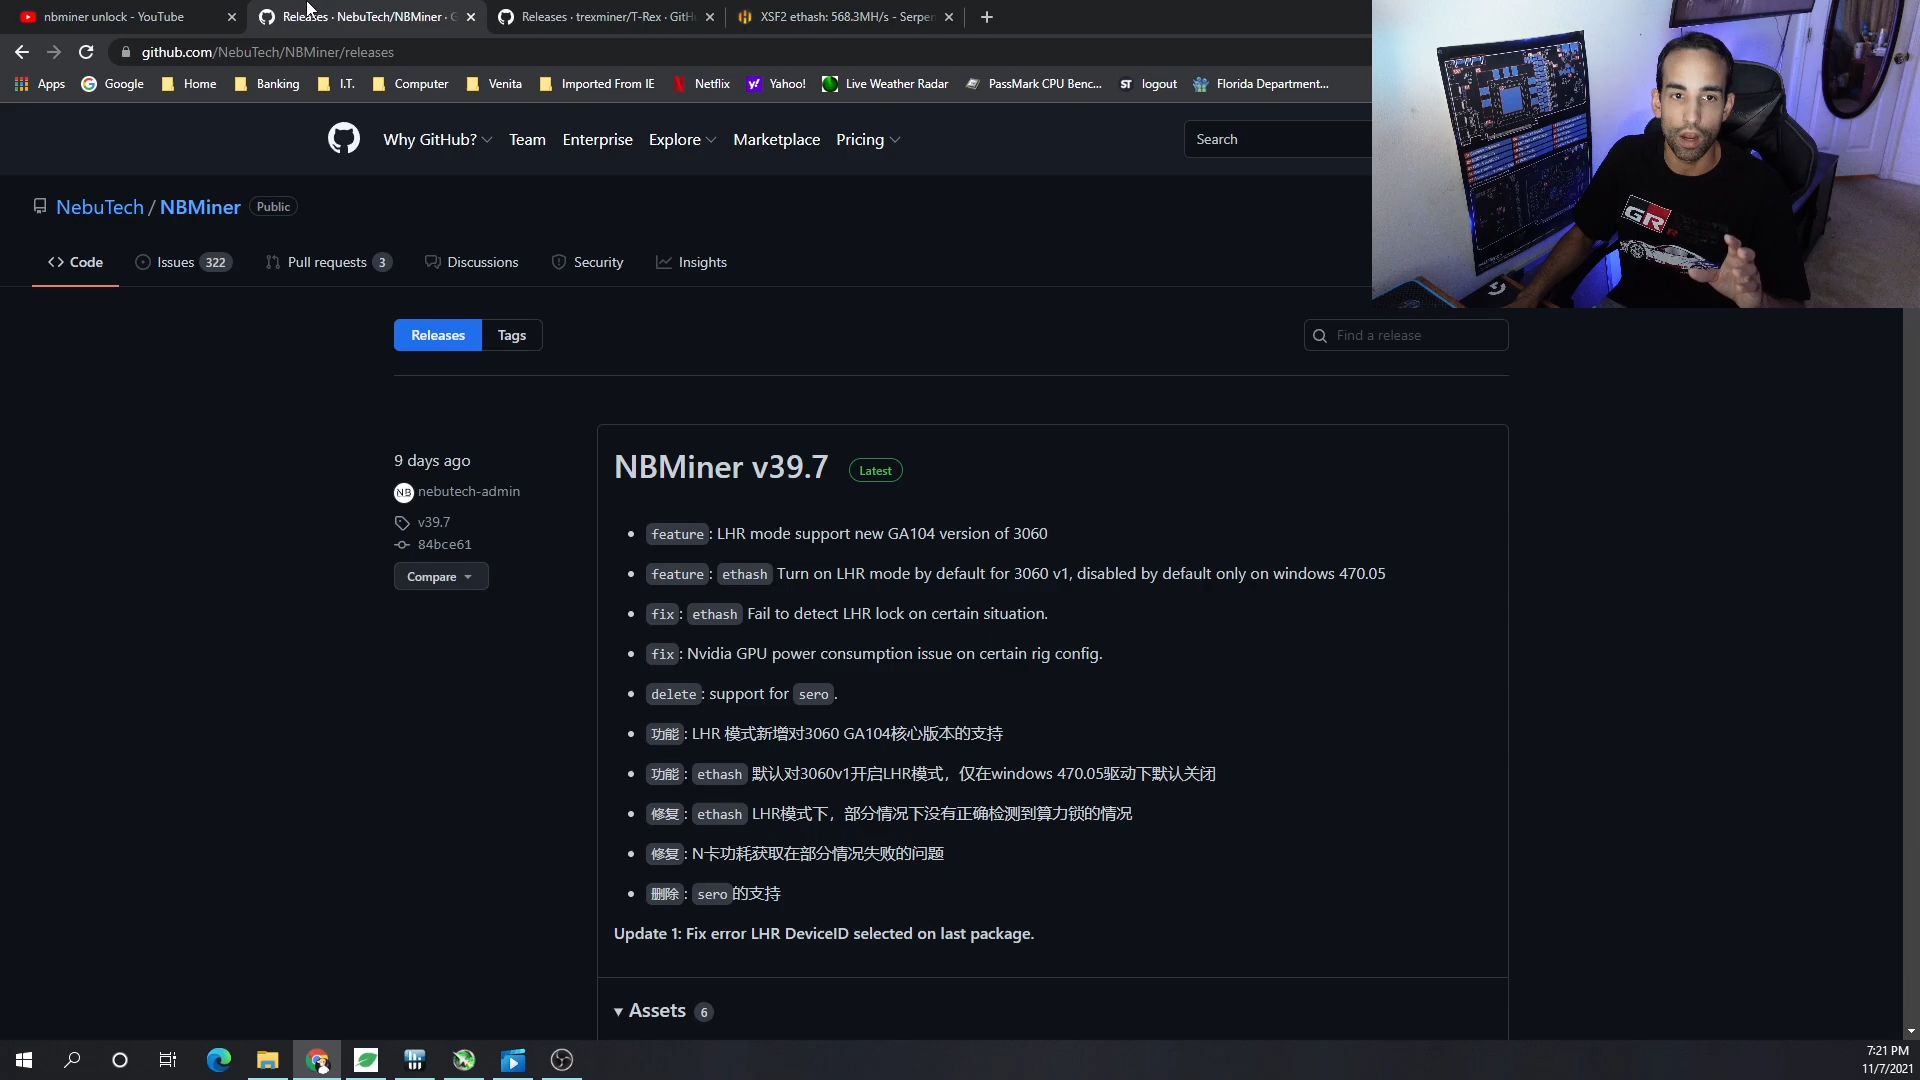 nbminer unlock - YouTube
Releases · NebuTech/NBMiner · G
Releases · trexminer/T-Rex · GitH
XSF2 ethash: 568.3MH/s - Serpen
github.com/NebuTech/NBMiner/releases
Apps Google Home Banking I.T. Computer Venita Imported From IE Netflix Yahoo! Live Weather Radar PassMark CPU Benc... ST logout Florida Department...
Why GitHub? Team Enterprise Explore Marketplace Pricing
Search
NebuTech / NBMiner Public
<> Code Issues 322 Pull requests 3 Discussions Security Insights
Releases Tags
Find a release
9 days ago
NB nebutech-admin
v39.7
84bce61
Compare
NBMiner v39.7 Latest
feature: LHR mode support new GA104 version of 3060
feature: ethash Turn on LHR mode by default for 3060 v1, disabled by default only on windows 470.05
fix: ethash Fail to detect LHR lock on certain situation.
fix: Nvidia GPU power consumption issue on certain rig config.
delete: support for sero.
功能: LHR 模式新增对3060 GA104核心版本的支持
功能: ethash 默认对3060v1开启LHR模式，仅在windows 470.05驱动下默认关闭
修复: ethash LHR模式下，部分情况下没有正确检测到算力锁的情况
修复: N卡功耗获取在部分情况失败的问题
删除: sero的支持
Update 1: Fix error LHR DeviceID selected on last package.
Assets 6
GR
7:21 PM
11/7/2021